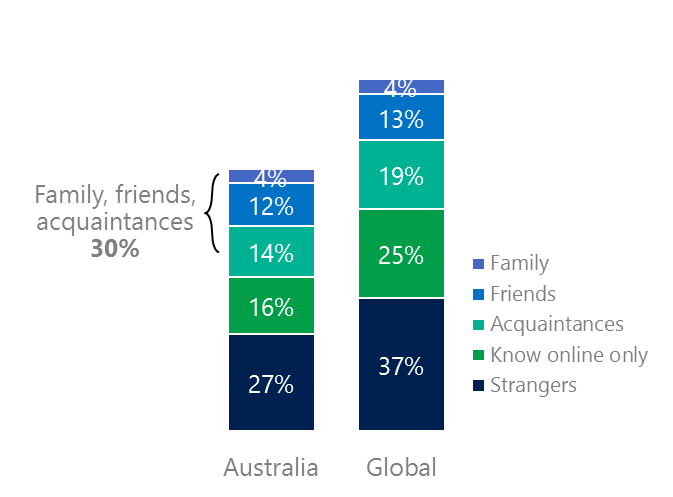 4%
13%
19%
25%
37%
4%
12%
14%
16%
27%
Family, friends,
acquaintances
30%
Family
Friends
Acquaintances
Know online only
Strangers
Australia
Global